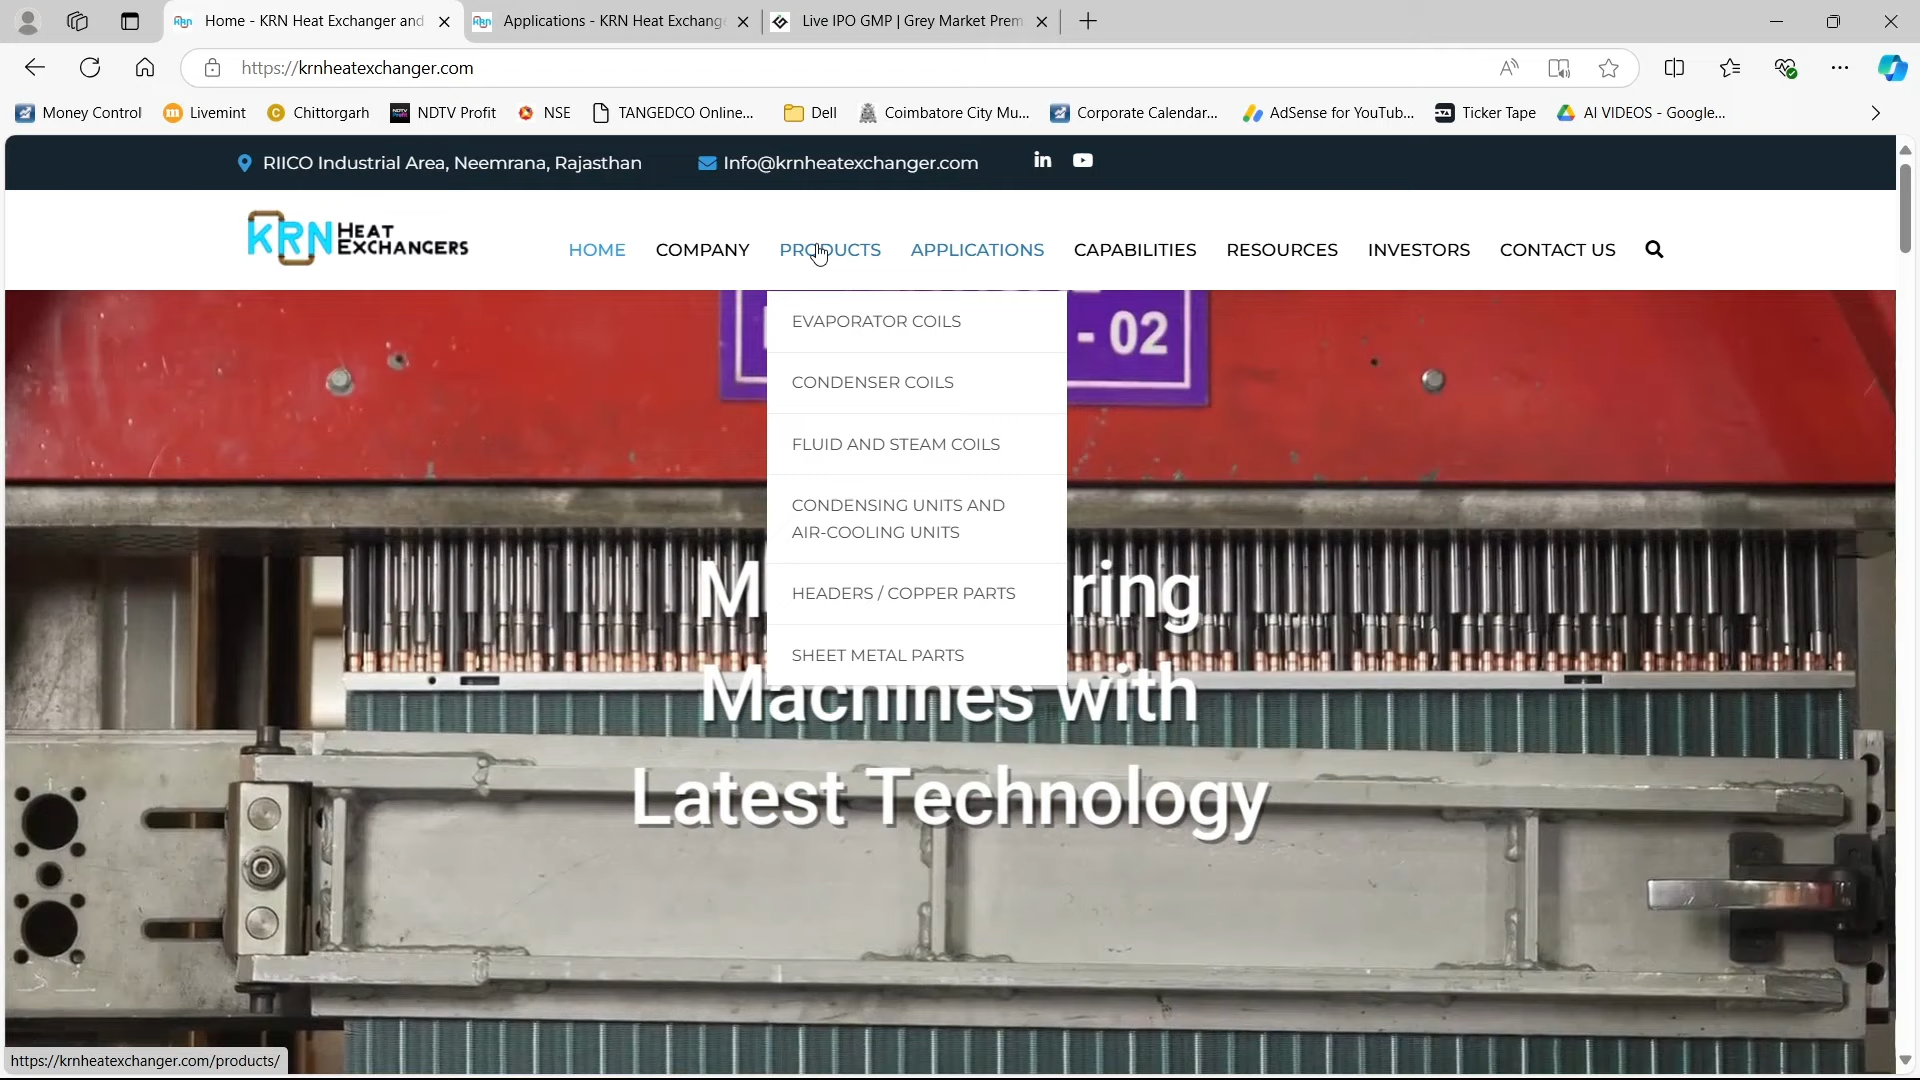 Home - KRN Heat Exchanger and
Applications - KRN Heat Exchange
Live IPO GMP | Grey Market Prem
https://krnheatexchanger.com
Money Control
Livemint
Chittorgarh
NDTV Profit
NSE
TANGEDCO Online...
Dell
Coimbatore City Mu...
Corporate Calendar...
AdSense for YouTub...
Ticker Tape
AI VIDEOS - Google...
RIICO Industrial Area, Neemrana, Rajasthan
Info@krnheatexchanger.com
KRN HEAT
EXCHANGERS
HOME
COMPANY
PRODUCTS
APPLICATIONS
CAPABILITIES
RESOURCES
INVESTORS
CONTACT US
EVAPORATOR COILS
CONDENSER COILS
FLUID AND STEAM COILS
CONDENSING UNITS AND
AIR-COOLING UNITS
HEADERS / COPPER PARTS
SHEET METAL PARTS
- 02
M ring
Machines with
Latest Technology
https://krnheatexchanger.com/products/